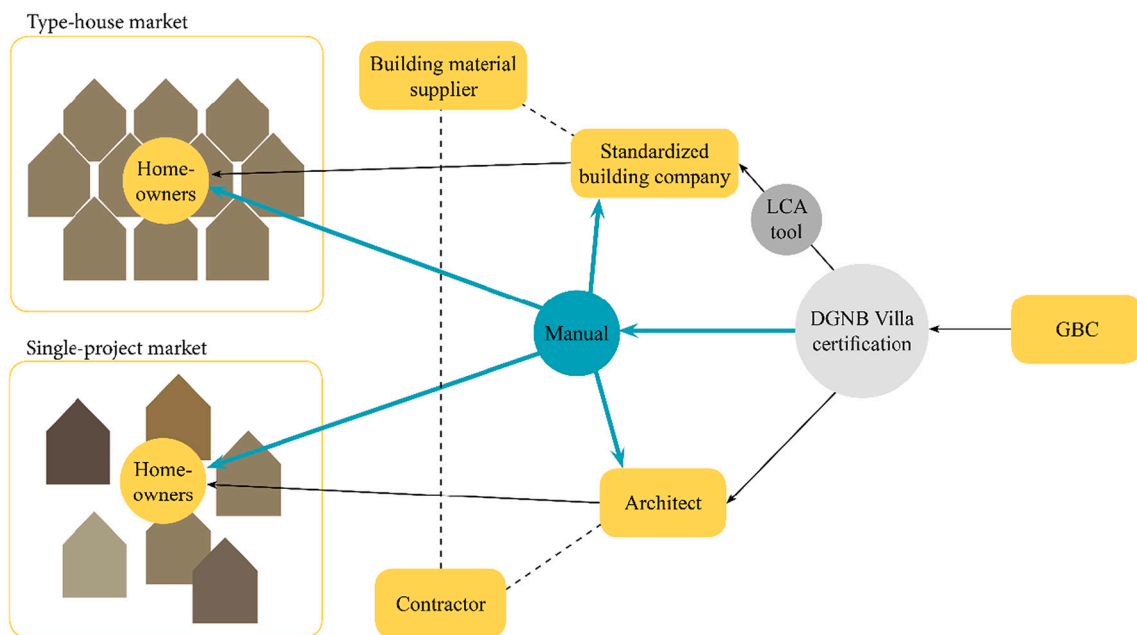 Type-house market
Building material
supplier
Home-
owners
Standardized
building company
LCA
tool
Manual
DGNB Villa
certification
GBC
Single-project market
Home-
owners
Architect
Contractor